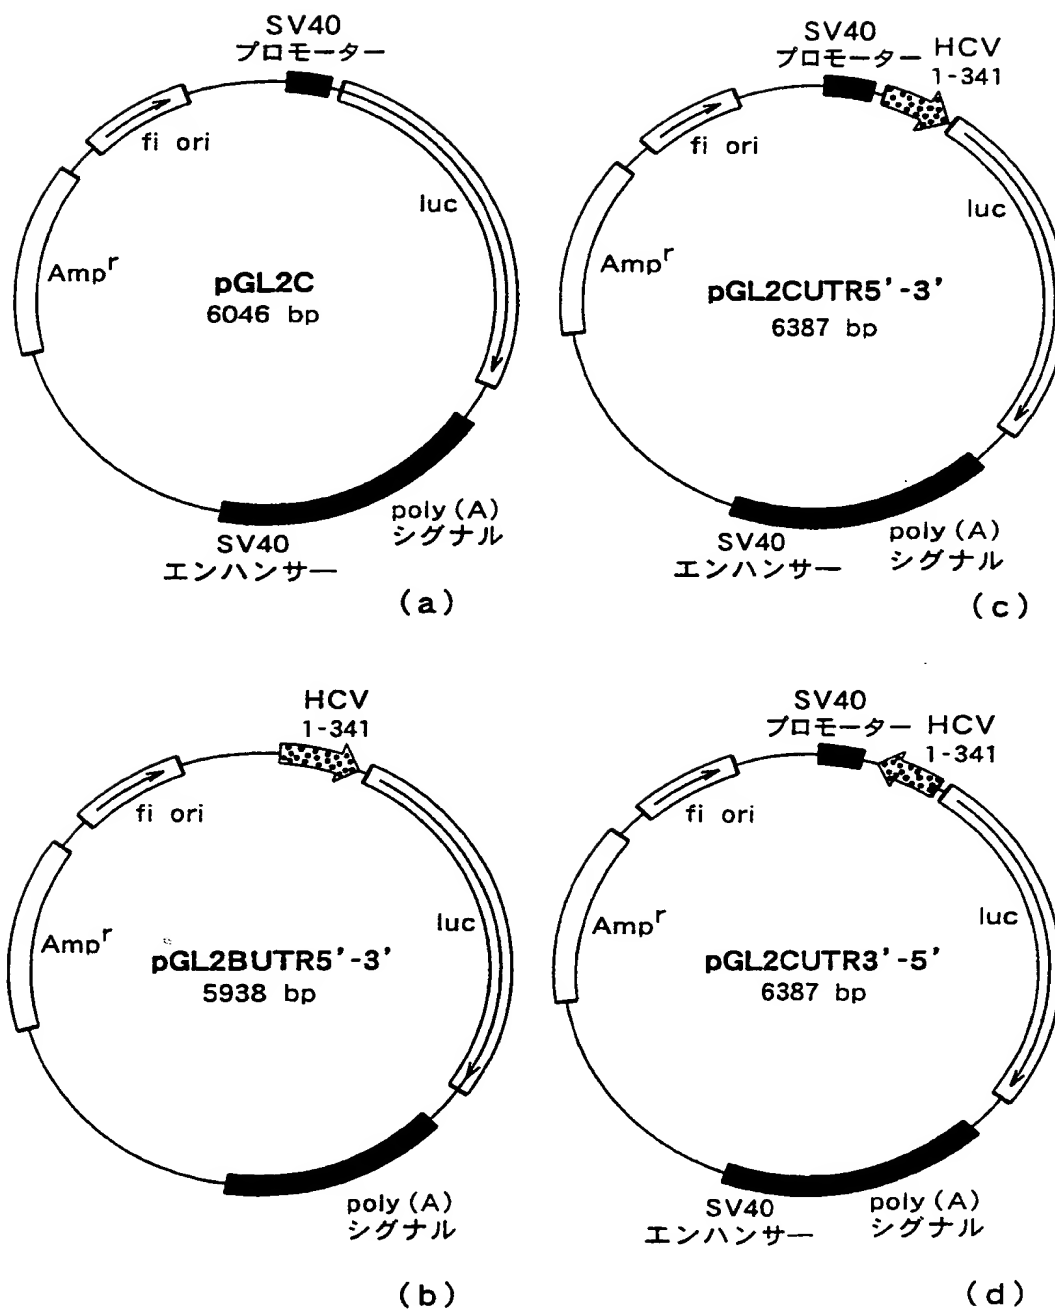 SV40
プロモーター
fi ori
luc
Ampʳ
pGL2C
6046 bp
poly (A)
シグナル
SV40
エンハンサー
(a)
SV40
プロモーター
HCV
1-341
fi ori
luc
Ampʳ
pGL2CUTR5'-3'
6387 bp
poly (A)
シグナル
SV40
エンハンサー
(c)
HCV
1-341
fi ori
luc
Ampʳ
pGL2BUTR5'-3'
5938 bp
poly (A)
シグナル
(b)
SV40
プロモーター
HCV
1-341
fi ori
luc
Ampʳ
pGL2CUTR3'-5'
6387 bp
poly (A)
シグナル
SV40
エンハンサー
(d)